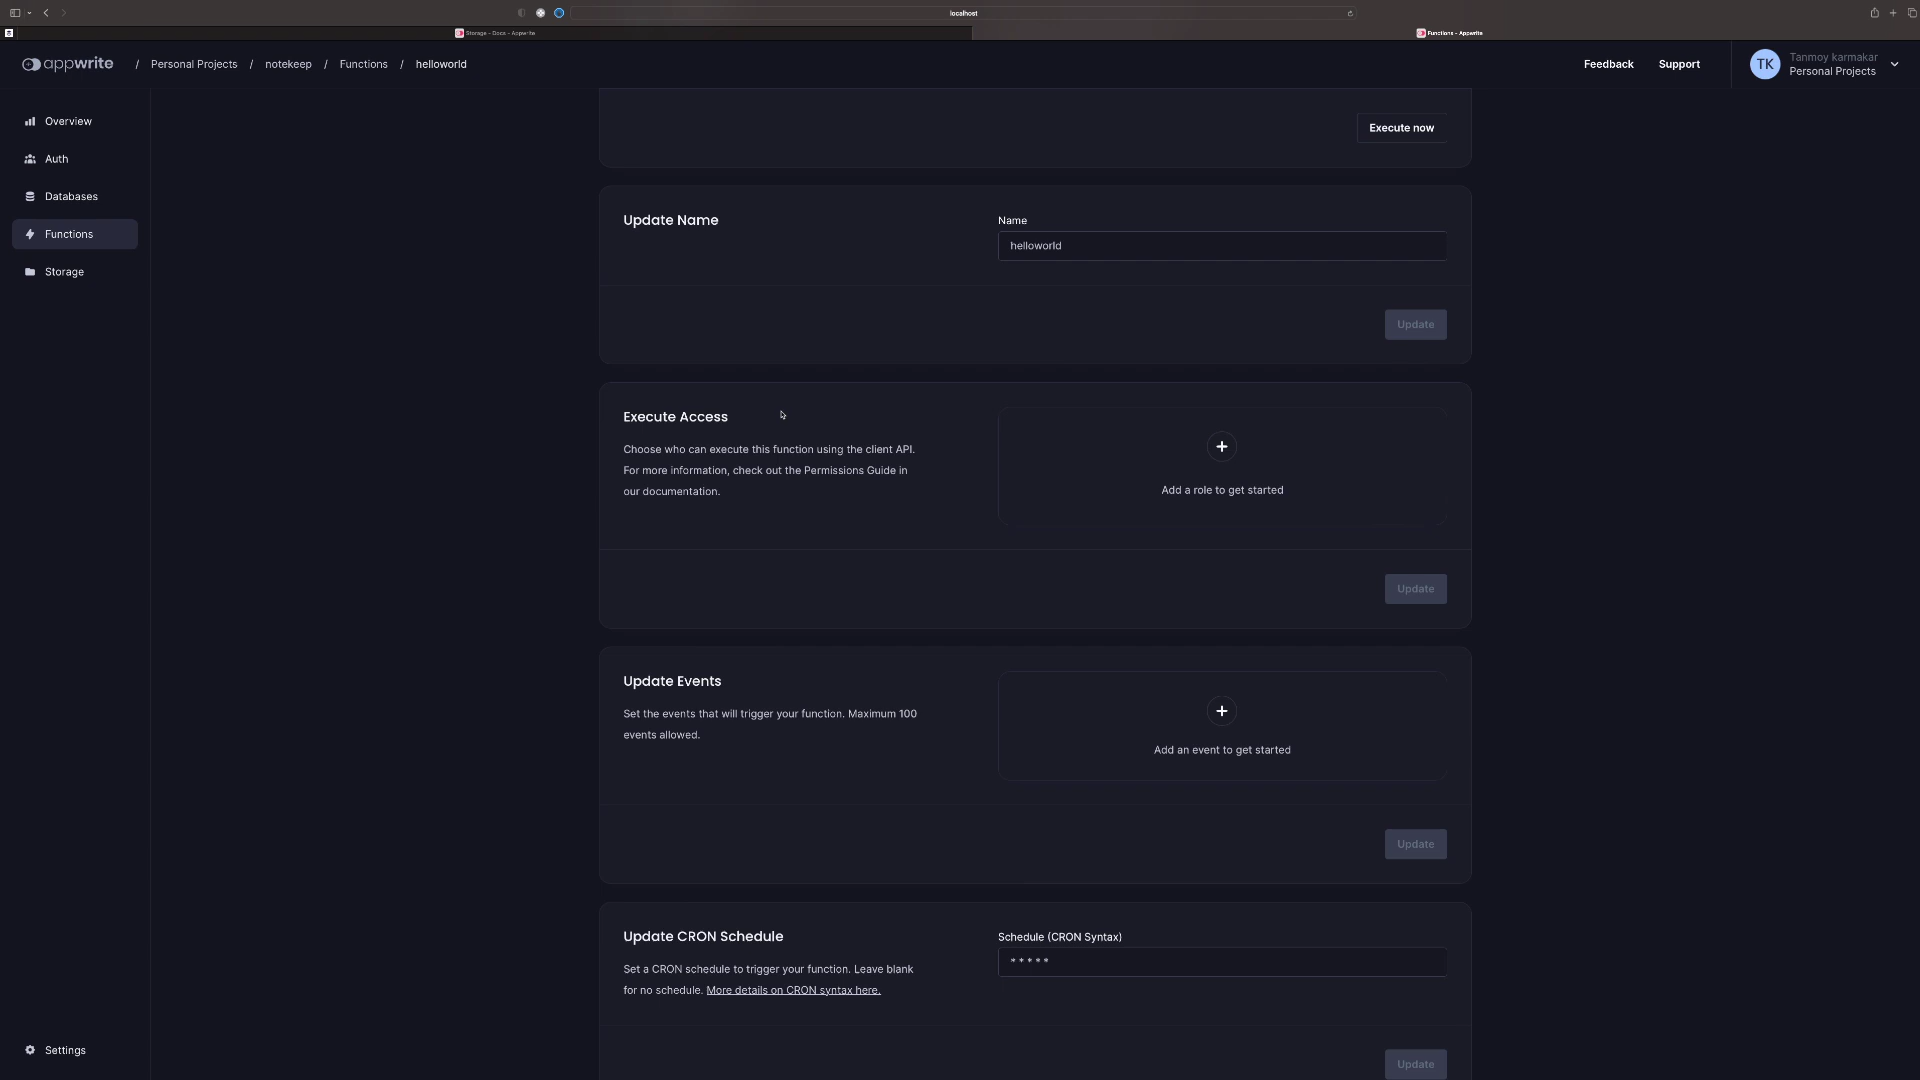 localhost
Storage - Docs - Appwrite
Functions - Appwrite
appwrite / Personal Projects / notekeep / Functions / helloworld
Feedback
Support
TK
Tanmoy karmakar
Personal Projects
Overview
Auth
Databases
Functions
Storage
Settings
Execute now
Update Name
Name
helloworld
Update
Execute Access
Choose who can execute this function using the client API.
For more information, check out the Permissions Guide in
our documentation.
Add a role to get started
Update
Update Events
Set the events that will trigger your function. Maximum 100
events allowed.
Add an event to get started
Update
Update CRON Schedule
Set a CRON schedule to trigger your function. Leave blank
for no schedule. More details on CRON syntax here.
Schedule (CRON Syntax)
* * * * *
Update